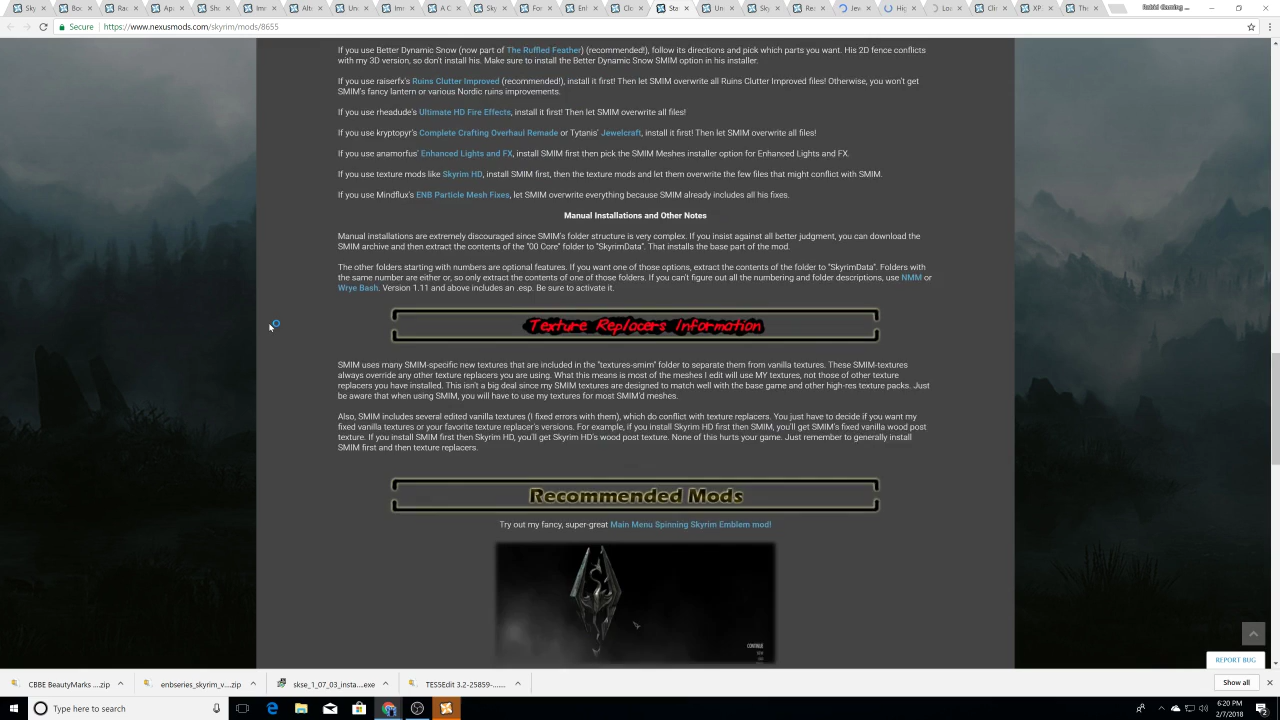 Sky
Bo
Ap
Sh
Im
A C
Sk
For
En
Clo
Sta
Un
Sk
Re
Je
Hi
Lo
Cli
XP
Th
Rabid Gaming ...
Secure https://www.nexusmods.com/skyrim/mods/8655
If you use Better Dynamic Snow (now part of The Ruffled Feather) (recommended!), follow its directions and pick which parts you want. His 2D fence conflicts
with my 3D version, so don't install his. Make sure to install the Better Dynamic Snow SMIM option in his installer.
If you use raiserfx's Ruins Clutter Improved (recommended!), install it first! Then let SMIM overwrite all Ruins Clutter Improved files! Otherwise, you won't get
SMIM's fancy lantern or various Nordic ruins improvements.
If you use rheadude's Ultimate HD Fire Effects, install it first! Then let SMIM overwrite all files!
If you use kryptopyr's Complete Crafting Overhaul Remade or Tytanis' Jewelcraft, install it first! Then let SMIM overwrite all files!
If you use anamorfus' Enhanced Lights and FX, install SMIM first then pick the SMIM Meshes installer option for Enhanced Lights and FX.
If you use texture mods like Skyrim HD, install SMIM first, then the texture mods and let them overwrite the few files that might conflict with SMIM.
If you use Mindflux's ENB Particle Mesh Fixes, let SMIM overwrite everything because SMIM already includes all his fixes.
Manual Installations and Other Notes
Manual installations are extremely discouraged since SMIM's folder structure is very complex. If you insist against all better judgment, you can download the
SMIM archive and then extract the contents of the "00 Core" folder to "SkyrimData". That installs the base part of the mod.
The other folders starting with numbers are optional features. If you want one of those options, extract the contents of the folder to "SkyrimData". Folders with
the same number are either or, so only extract the contents of one of those folders. If you can't figure out all the numbering and folder descriptions, use NMM or
Wrye Bash. Version 1.11 and above includes an .esp. Be sure to activate it.
Texture Replacers Information
SMIM uses many SMIM-specific new textures that are included in the "textures-smim" folder to separate them from vanilla textures. These SMIM-textures
always override any other texture replacers you are using. What this means is most of the meshes I edit will use MY textures, not those of other texture
replacers you have installed. This isn't a big deal since my SMIM textures are designed to match well with the base game and other high-res texture packs. Just
be aware that when using SMIM, you will have to use my textures for most SMIM'd meshes.
Also, SMIM includes several edited vanilla textures (I fixed errors with them), which do conflict with texture replacers. You just have to decide if you want my
fixed vanilla textures or your favorite texture replacer's versions. For example, if you install Skyrim HD first then SMIM, you'll get SMIM's fixed vanilla wood post
texture. If you install SMIM first then Skyrim HD, you'll get Skyrim HD's wood post texture. None of this hurts your game. Just remember to generally install
SMIM first and then texture replacers.
Recommended Mods
Try out my fancy, super-great Main Menu Spinning Skyrim Emblem mod!
CONTINUE
REPORT BUG
CBBE BeautyMarks ....zip
enbseries_skyrim_v....zip
skse_1_07_03_insta....exe
TES5Edit 3.2-25859-......
Show all
Type here to search
6:20 PM
2/7/2018
2